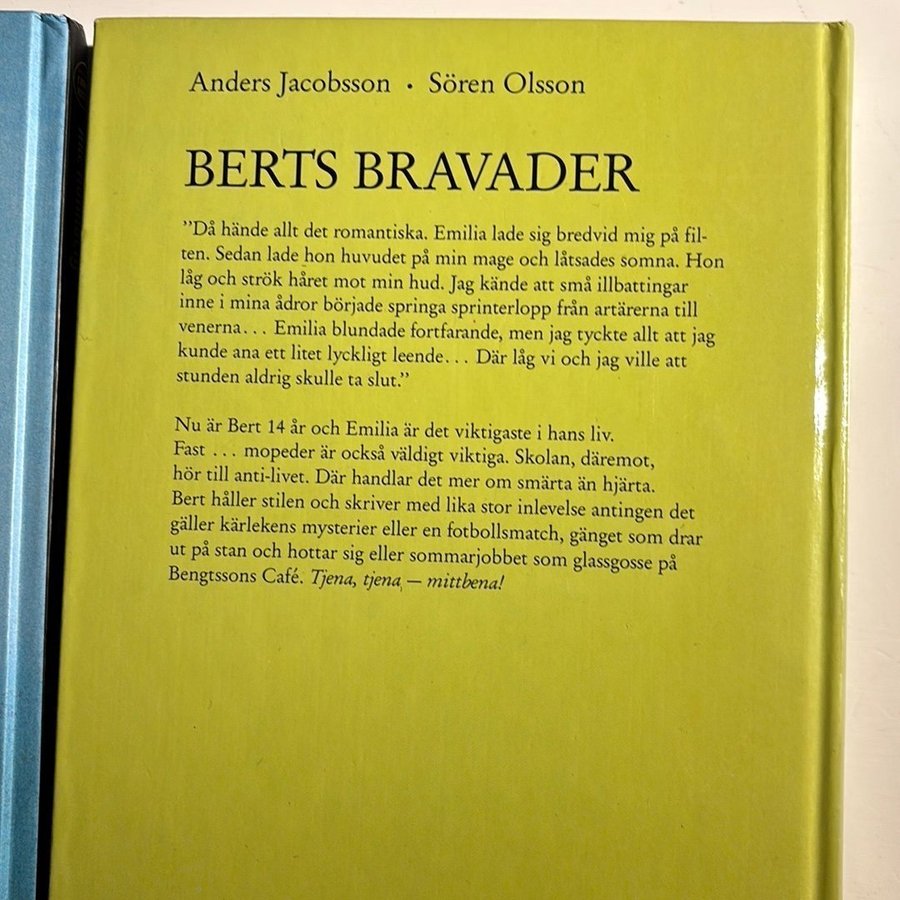 Anders Jacobsson · Sören Olsson
BERTS BRAVADER
”Då hände allt det romantiska. Emilia lade sig bredvid mig på fil-
ten. Sedan lade hon huvudet på min mage och låtsades somna. Hon
låg och strök håret mot min hud. Jag kände att små illbattingar
inne i mina ådror började springa sprinterlopp från artärerna till
venerna... Emilia blundade fortfarande, men jag tyckte allt att jag
kunde ana ett litet lyckligt leende... Där låg vi och jag ville att
stunden aldrig skulle ta slut.”
Nu är Bert 14 år och Emilia är det viktigaste i hans liv.
Fast ... mopeder är också väldigt viktiga. Skolan, däremot,
hör till anti-livet. Där handlar det mer om smärta än hjärta.
Bert håller stilen och skriver med lika stor inlevelse antingen det
gäller kärlekens mysterier eller en fotbollsmatch, gänget som drar
ut på stan och hottar sig eller sommarjobbet som glassgosse på
Bengtssons Café. Tjena, tjena, — mittbena!